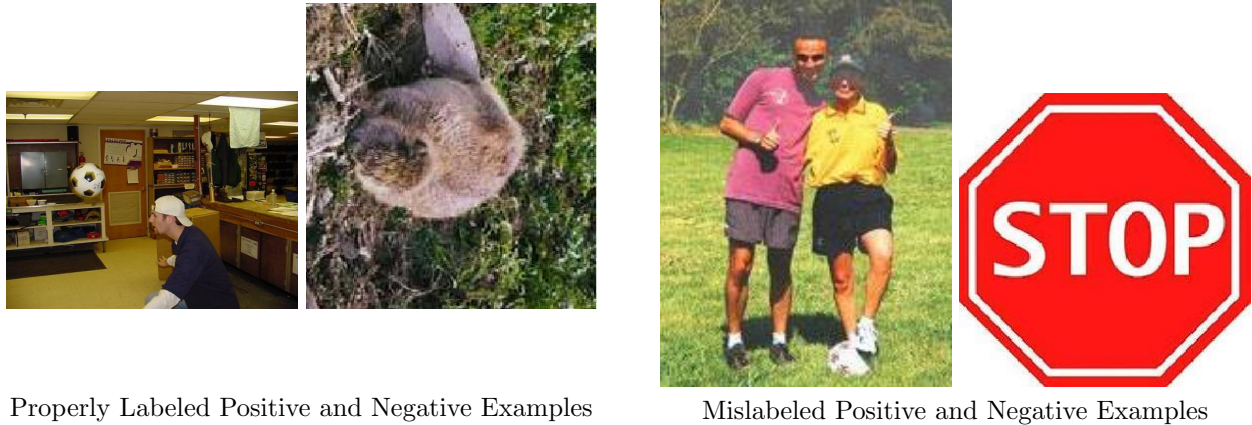 STOP
Properly Labeled Positive and Negative Examples
Mislabeled Positive and Negative Examples